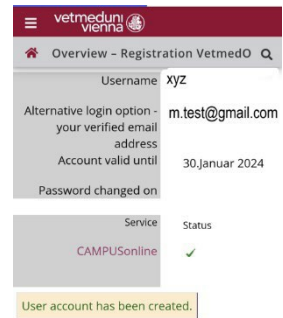 vetmeduni
vienna
Overview – Registration VetmedO
Username xyz
Alternative login option - m.test@gmail.com
your verified email
address
Account valid until 30.Januar 2024
Password changed on
Service Status
CAMPUSonline ✓
User account has been created.